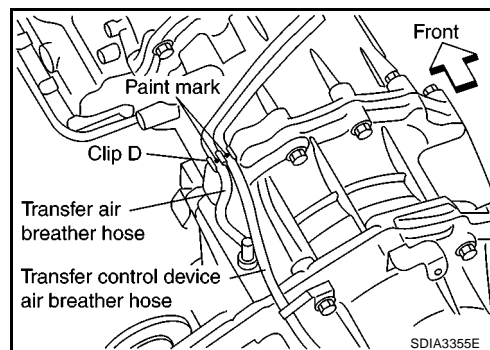 Front
Paint mark
Clip D
Transfer air
breather hose
Transfer control device
air breather hose
SDIA3355E